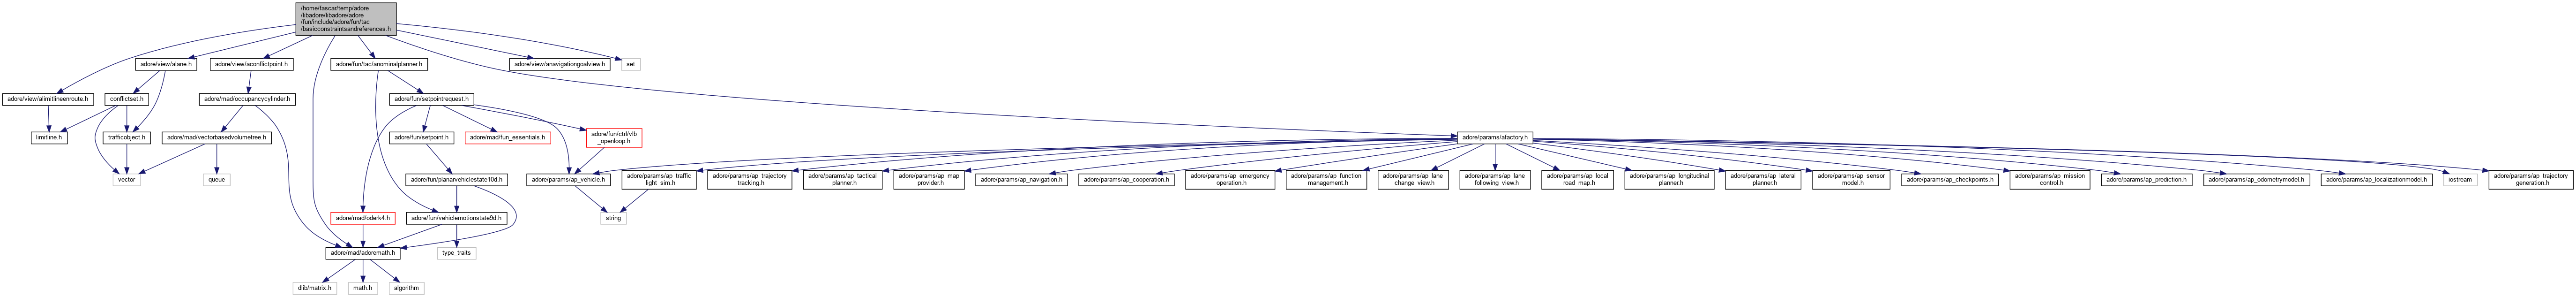 /home/fascar/temp/adore
/libadore/libadore/adore
/fun/include/adore/fun/tac
/basicconstraintsandreferences.h
adore/view/alane.h
adore/view/aconflictpoint.h
adore/fun/tac/anominalplanner.h
adore/view/anavigationgoalview.h
set
adore/view/alimitlineenroute.h
conflictset.h
adore/mad/occupancycylinder.h
adore/fun/setpointrequest.h
limitline.h
trafficobject.h
adore/mad/vectorbasedvolumetree.h
adore/fun/setpoint.h
adore/mad/fun_essentials.h
adore/fun/ctrl/vlb
_openloop.h
adore/params/afactory.h
vector
queue
adore/fun/planarvehiclestate10d.h
adore/params/ap_vehicle.h
adore/params/ap_traffic
_light_sim.h
adore/params/ap_trajectory
_tracking.h
adore/params/ap_tactical
_planner.h
adore/params/ap_map
_provider.h
adore/params/ap_navigation.h
adore/params/ap_cooperation.h
adore/params/ap_emergency
_operation.h
adore/params/ap_function
_management.h
adore/params/ap_lane
_change_view.h
adore/params/ap_lane
_following_view.h
adore/params/ap_local
_road_map.h
adore/params/ap_longitudinal
_planner.h
adore/params/ap_lateral
_planner.h
adore/params/ap_sensor
_model.h
adore/params/ap_checkpoints.h
adore/params/ap_mission
_control.h
adore/params/ap_prediction.h
adore/params/ap_odometrymodel.h
adore/params/ap_localizationmodel.h
iostream
adore/params/ap_trajectory
_generation.h
adore/mad/oderk4.h
adore/fun/vehiclemotionstate9d.h
string
adore/mad/adoremath.h
type_traits
dlib/matrix.h
math.h
algorithm